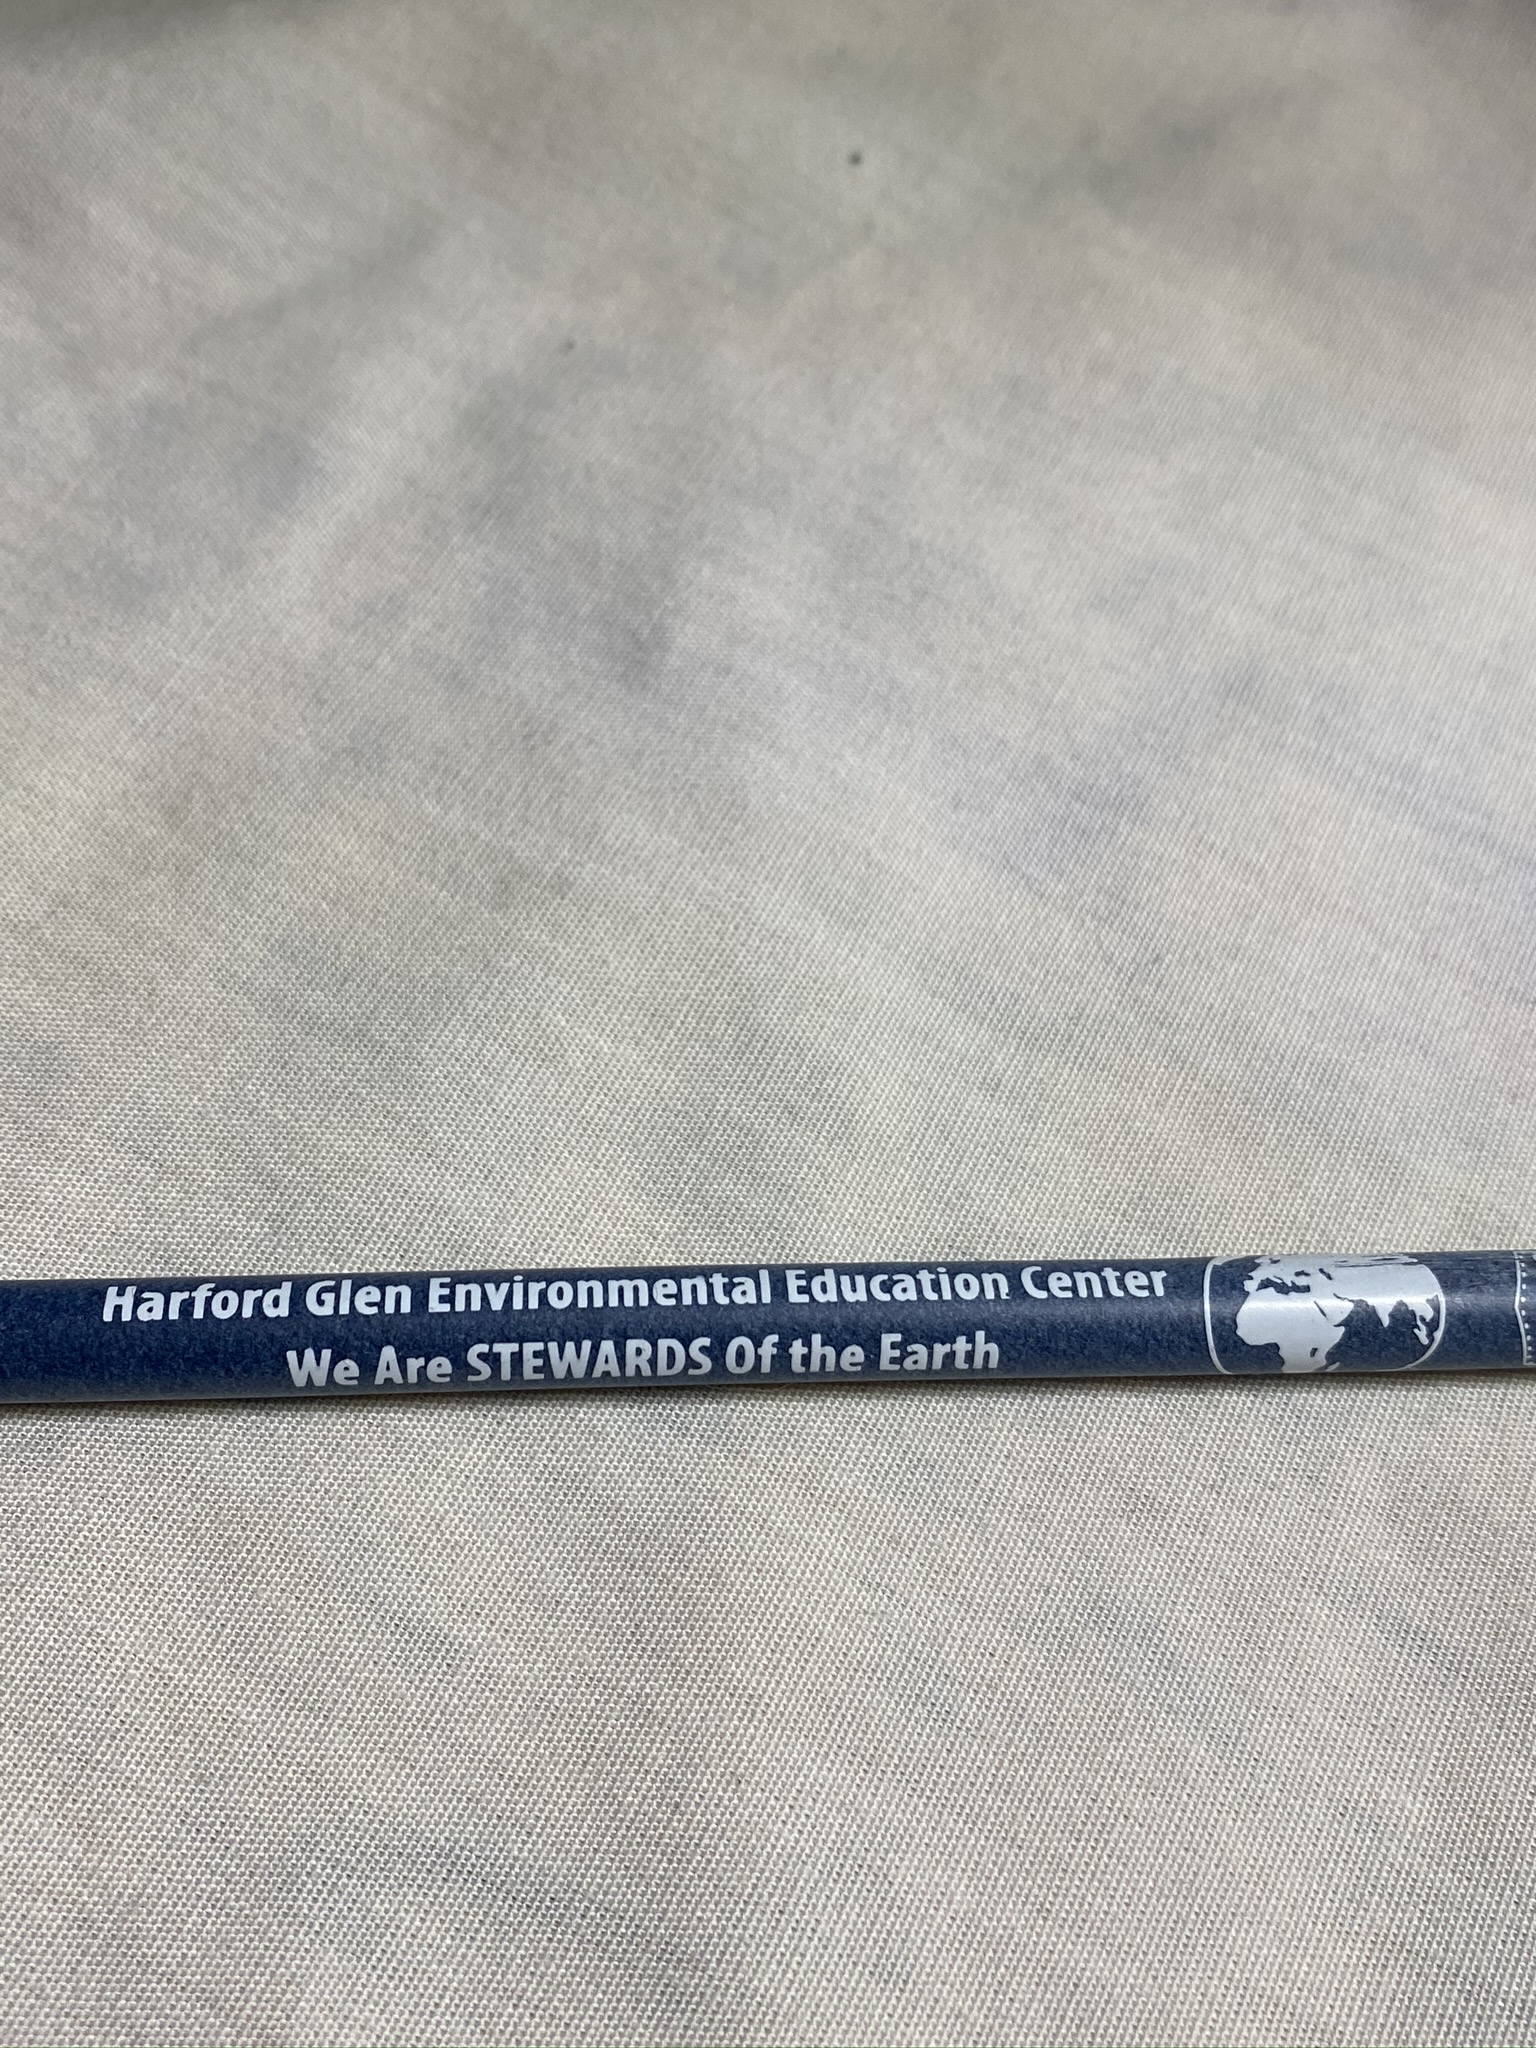 Harford Glen Environmental Education Center
We Are STEWARDS Of the Earth